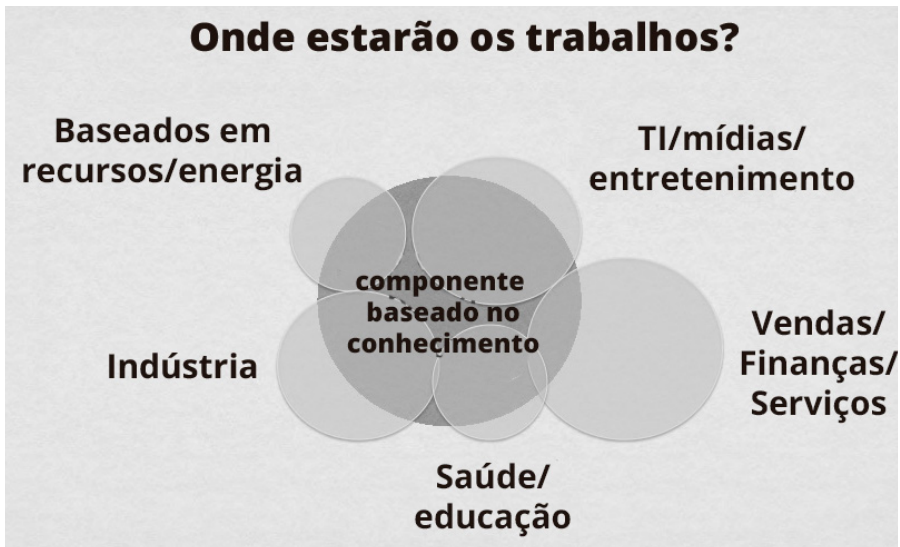 Onde estarão os trabalhos?
Baseados em
recursos/energia
TI/mídias/
entretenimento
componente
baseado no
conhecimento
Vendas/
Finanças/
Serviços
Indústria
Saúde/
educação